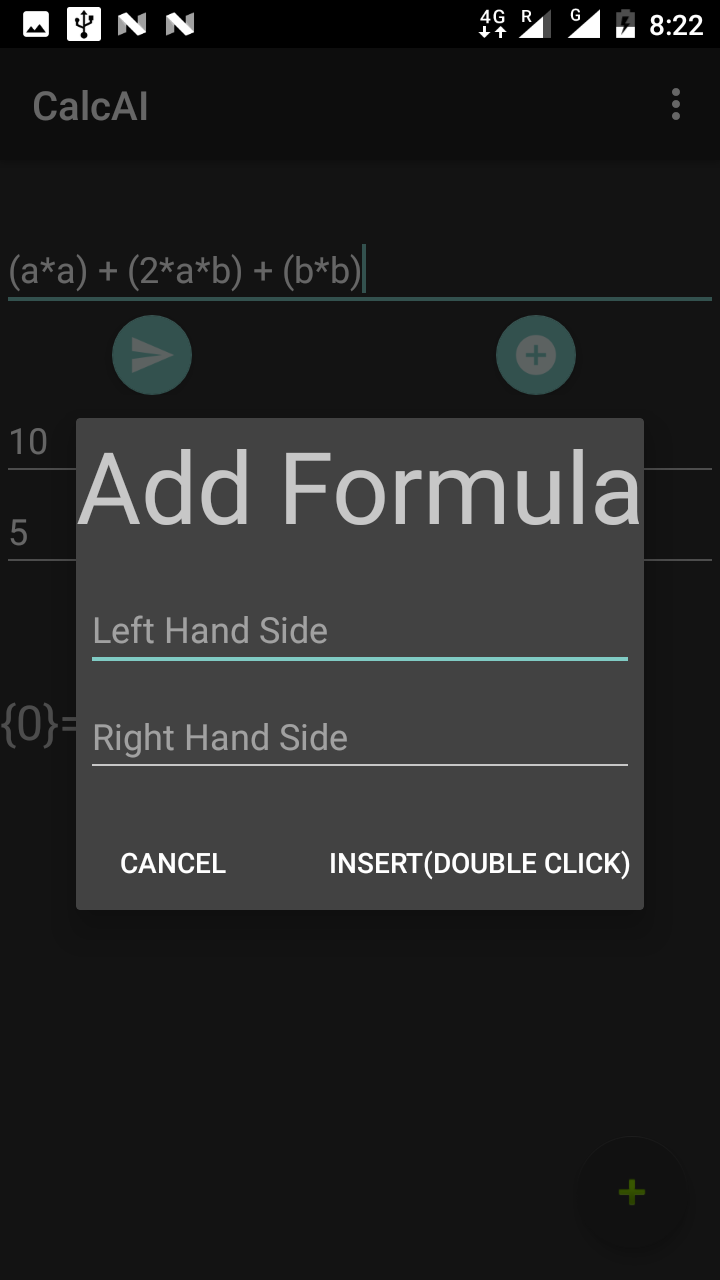 4G R G 8:22
CalcAI
(a*a) + (2*a*b) + (b*b)
10
Add Formula
5
Left Hand Side
{0}=
Right Hand Side
CANCEL INSERT(DOUBLE CLICK)